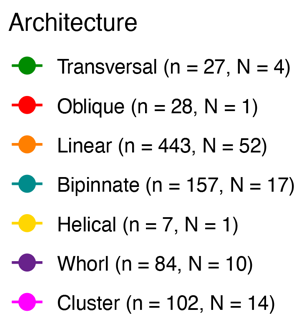 Architecture
Transversal (n = 27, N = 4)
Oblique (n = 28, N = 1)
Linear (n = 443, N = 52)
Bipinnate (n = 157, N = 17)
Helical (n = 7, N = 1)
Whorl (n = 84, N = 10)
Cluster (n = 102, N = 14)